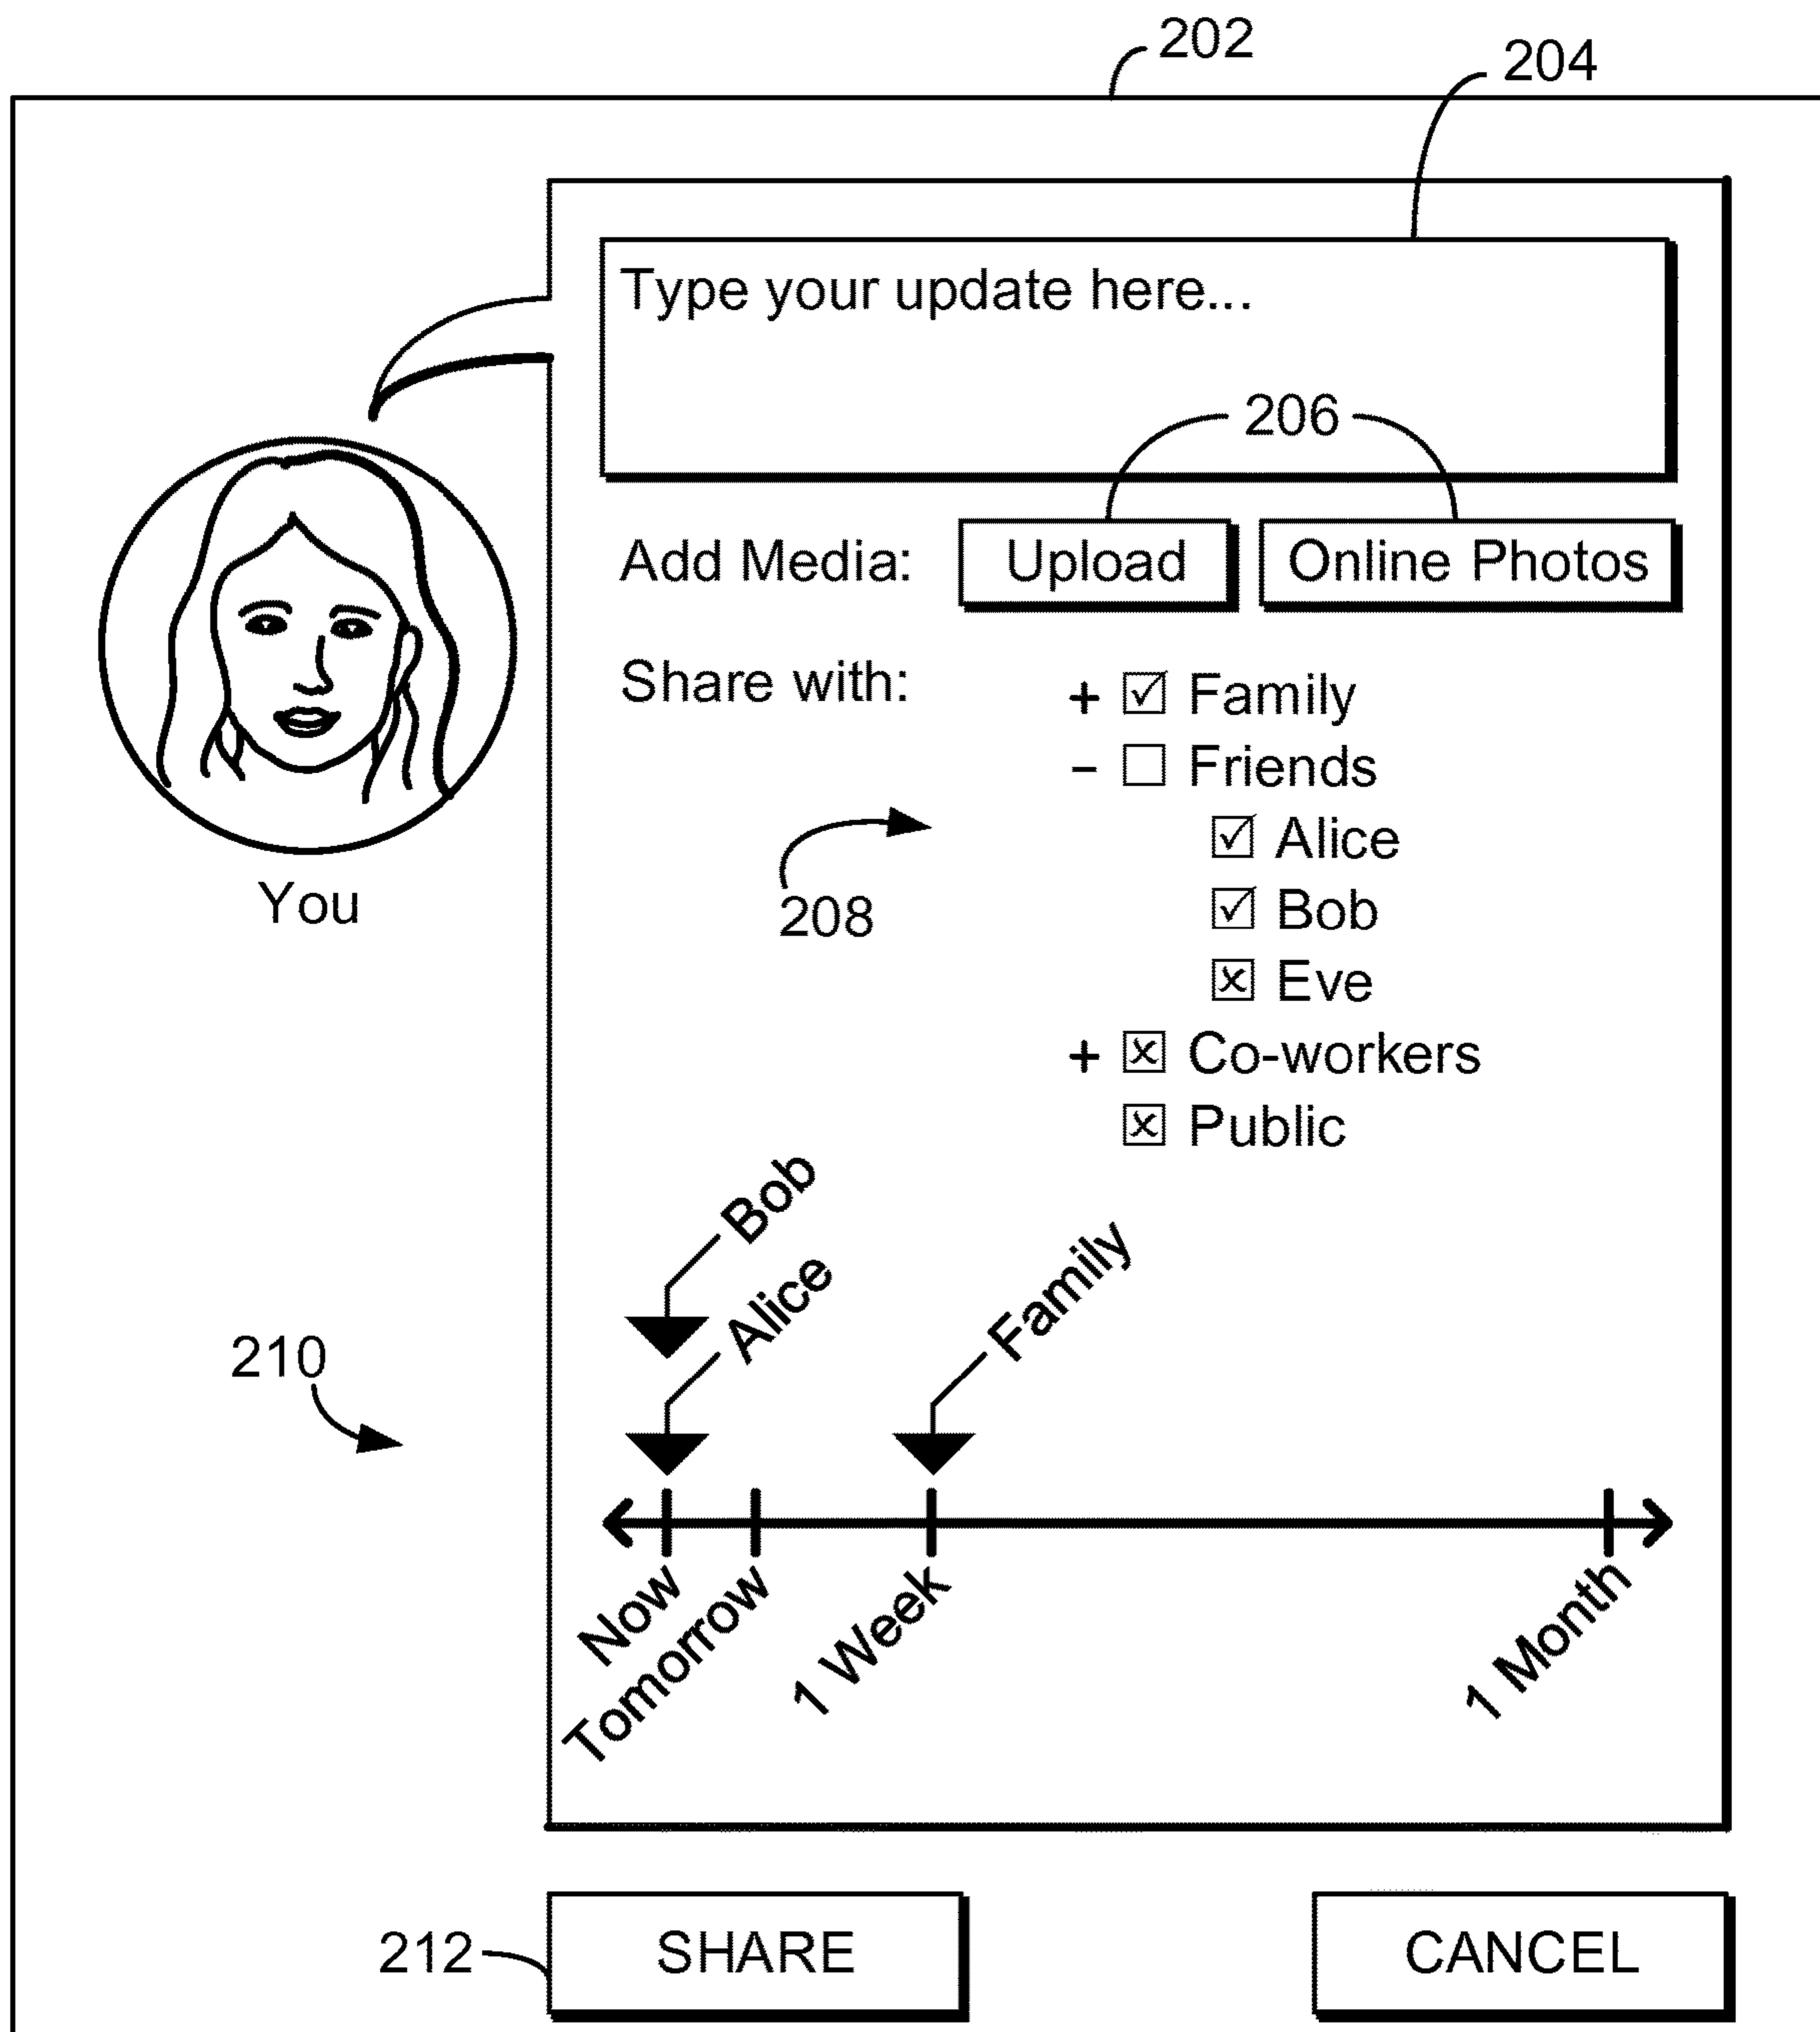 202
204
Type your update here...
206
Add Media: Upload Online Photos
Share with: + ☑ Family
- ☐ Friends
☑ Alice
☑ Bob
☒ Eve
+ ☒ Co-workers
☒ Public
You
208
Bob
Alice
Family
210
Now
Tomorrow
1 Week
1 Month
212
SHARE
CANCEL